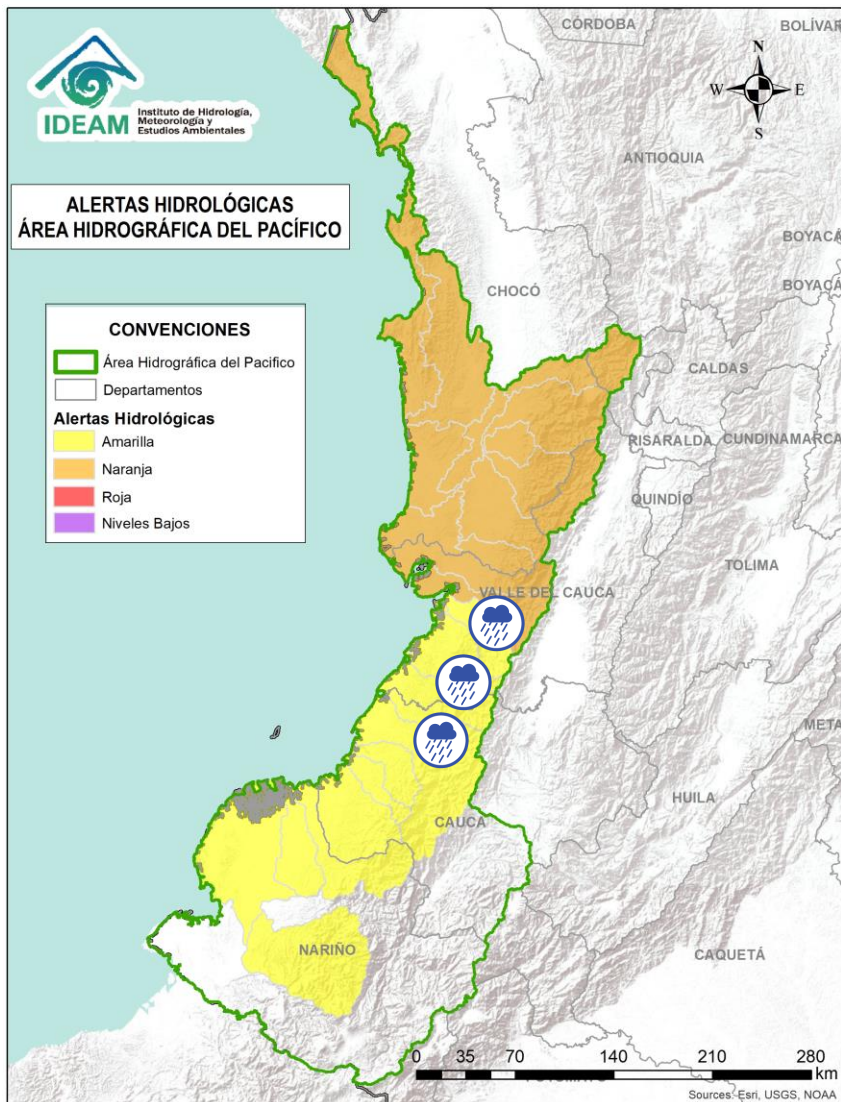 IDEAM
Instituto de Hidrología,
Meteorología y
Estudios Ambientales
ALERTAS HIDROLÓGICAS
ÁREA HIDROGRÁFICA DEL PACÍFICO
CONVENCIONES
Área Hidrográfica del Pacifico
Departamentos
Alertas Hidrológicas
Amarilla
Naranja
Roja
Niveles Bajos
N
W
E
S
CÓRDOBA
BOLÍVAR
ANTIOQUIA
BOYACÁ
BOYACÁ
CHOCÓ
CALDAS
RISARALDA
CUNDINAMARCA
QUINDÍO
TOLIMA
VALLE DEL CAUCA
META
HUILA
CAUCA
NARIÑO
CAQUETÁ
0 35 70 140 210 280
km
Sources: Esri, USGS, NOAA